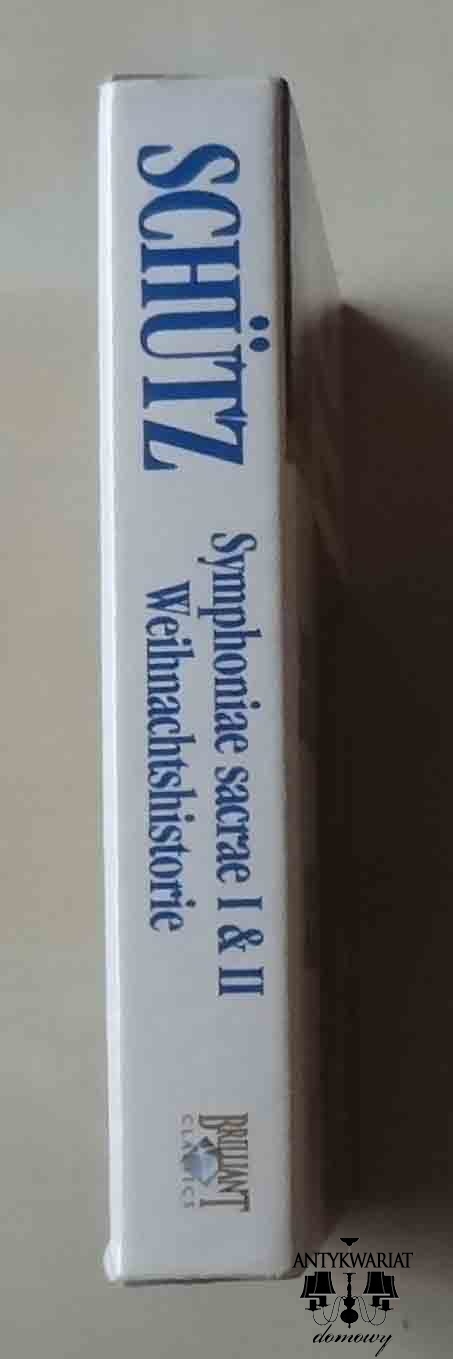 SCHÜTZ
Symphoniae sacrae I & II
Weihnachtshistorie
BRILLIANT
CLASSICS
ANTYKWARIAT
domowy